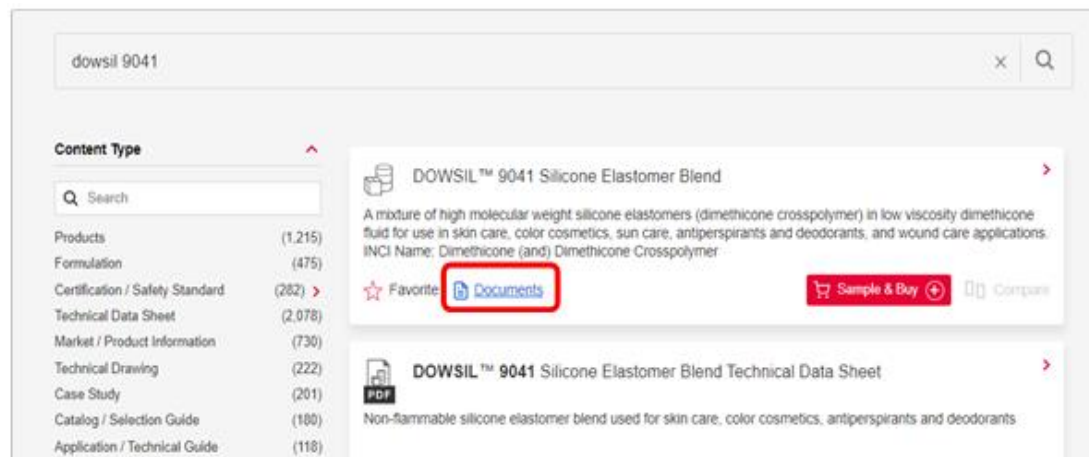 dowsil 9041
Content Type
Search
Products (1,215)
Formulation (475)
Certification / Safety Standard (282)
Technical Data Sheet (2,078)
Market / Product Information (730)
Technical Drawing (222)
Case Study (201)
Catalog / Selection Guide (180)
Application / Technical Guide (118)
DOWSIL™ 9041 Silicone Elastomer Blend
A mixture of high molecular weight silicone elastomers (dimethicone crosspolymer) in low viscosity dimethicone
fluid for use in skin care, color cosmetics, sun care, antiperspirants and deodorants, and wound care applications.
INCI Name: Dimethicone (and) Dimethicone Crosspolymer
Favorite Documents Sample & Buy Compare
PDF
DOWSIL™ 9041 Silicone Elastomer Blend Technical Data Sheet
Non-flammable silicone elastomer blend used for skin care, color cosmetics, antiperspirants and deodorants